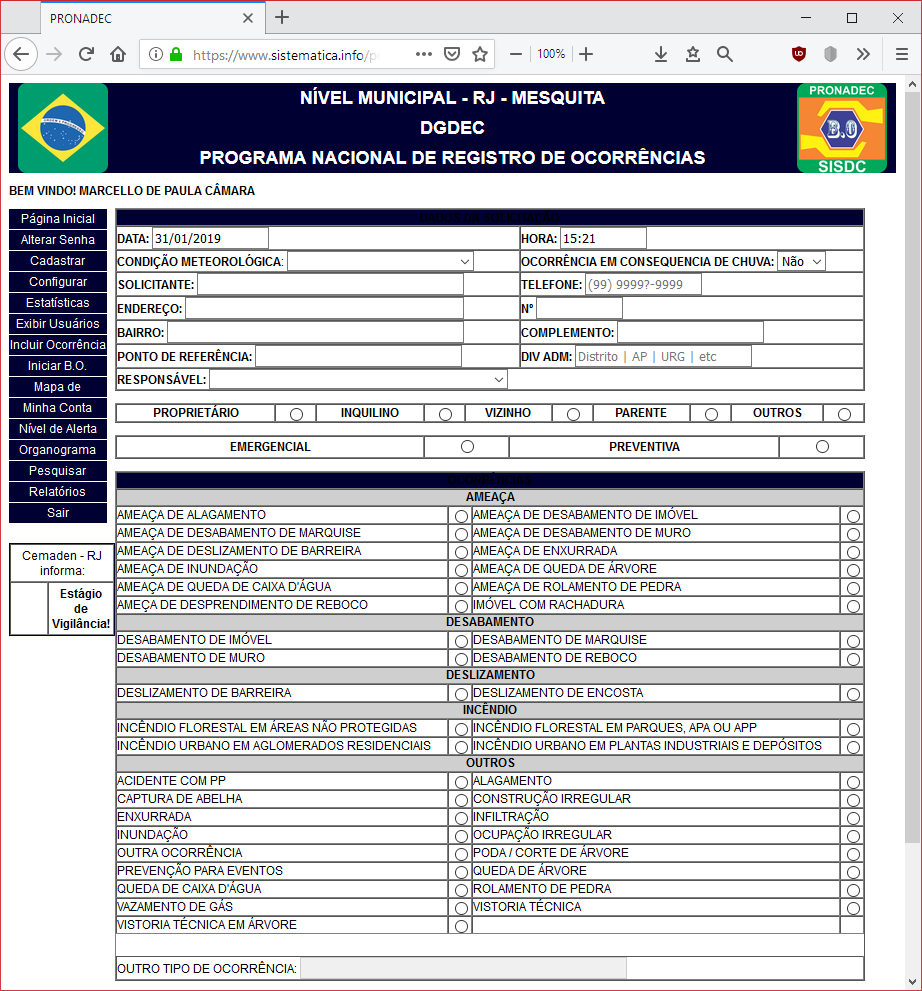 PRONADEC
https://www.sistematica.info/p
100%
NÍVEL MUNICIPAL - RJ - MESQUITA
DGDEC
PROGRAMA NACIONAL DE REGISTRO DE OCORRÊNCIAS
PRONADEC
B.O
SISDC
BEM VINDO! MARCELLO DE PAULA CÂMARA
Página Inicial
Alterar Senha
Cadastrar
Configurar
Estatísticas
Exibir Usuários
Incluir Ocorrência
Iniciar B.O.
Mapa de
Minha Conta
Nível de Alerta
Organograma
Pesquisar
Relatórios
Sair
Cemaden - RJ
informa:
Estágio
de
Vigilância!
DADOS DA SOLICITAÇÃO
DATA: 31/01/2019 HORA: 15:21
CONDIÇÃO METEOROLÓGICA: OCORRÊNCIA EM CONSEQUENCIA DE CHUVA: Não
SOLICITANTE: TELEFONE: (99) 9999?-9999
ENDEREÇO: Nº
BAIRRO: COMPLEMENTO:
PONTO DE REFERÊNCIA: DIV ADM: Distrito | AP | URG | etc
RESPONSÁVEL:
PROPRIETÁRIO INQUILINO VIZINHO PARENTE OUTROS
EMERGENCIAL PREVENTIVA
AMEAÇA
AMEAÇA DE ALAGAMENTO AMEAÇA DE DESABAMENTO DE IMÓVEL
AMEAÇA DE DESABAMENTO DE MARQUISE AMEAÇA DE DESABAMENTO DE MURO
AMEAÇA DE DESLIZAMENTO DE BARREIRA AMEAÇA DE ENXURRADA
AMEAÇA DE INUNDAÇÃO AMEAÇA DE QUEDA DE ÁRVORE
AMEAÇA DE QUEDA DE CAIXA D'ÁGUA AMEAÇA DE ROLAMENTO DE PEDRA
AMEÇA DE DESPRENDIMENTO DE REBOCO IMÓVEL COM RACHADURA
DESABAMENTO
DESABAMENTO DE IMÓVEL DESABAMENTO DE MARQUISE
DESABAMENTO DE MURO DESABAMENTO DE REBOCO
DESLIZAMENTO
DESLIZAMENTO DE BARREIRA DESLIZAMENTO DE ENCOSTA
INCÊNDIO
INCÊNDIO FLORESTAL EM ÁREAS NÃO PROTEGIDAS INCÊNDIO FLORESTAL EM PARQUES, APA OU APP
INCÊNDIO URBANO EM AGLOMERADOS RESIDENCIAIS INCÊNDIO URBANO EM PLANTAS INDUSTRIAIS E DEPÓSITOS
OUTROS
ACIDENTE COM PP ALAGAMENTO
CAPTURA DE ABELHA CONSTRUÇÃO IRREGULAR
ENXURRADA INFILTRAÇÃO
INUNDAÇÃO OCUPAÇÃO IRREGULAR
OUTRA OCORRÊNCIA PODA / CORTE DE ÁRVORE
PREVENÇÃO PARA EVENTOS QUEDA DE ÁRVORE
QUEDA DE CAIXA D'ÁGUA ROLAMENTO DE PEDRA
VAZAMENTO DE GÁS VISTORIA TÉCNICA
VISTORIA TÉCNICA EM ÁRVORE
OUTRO TIPO DE OCORRÊNCIA: